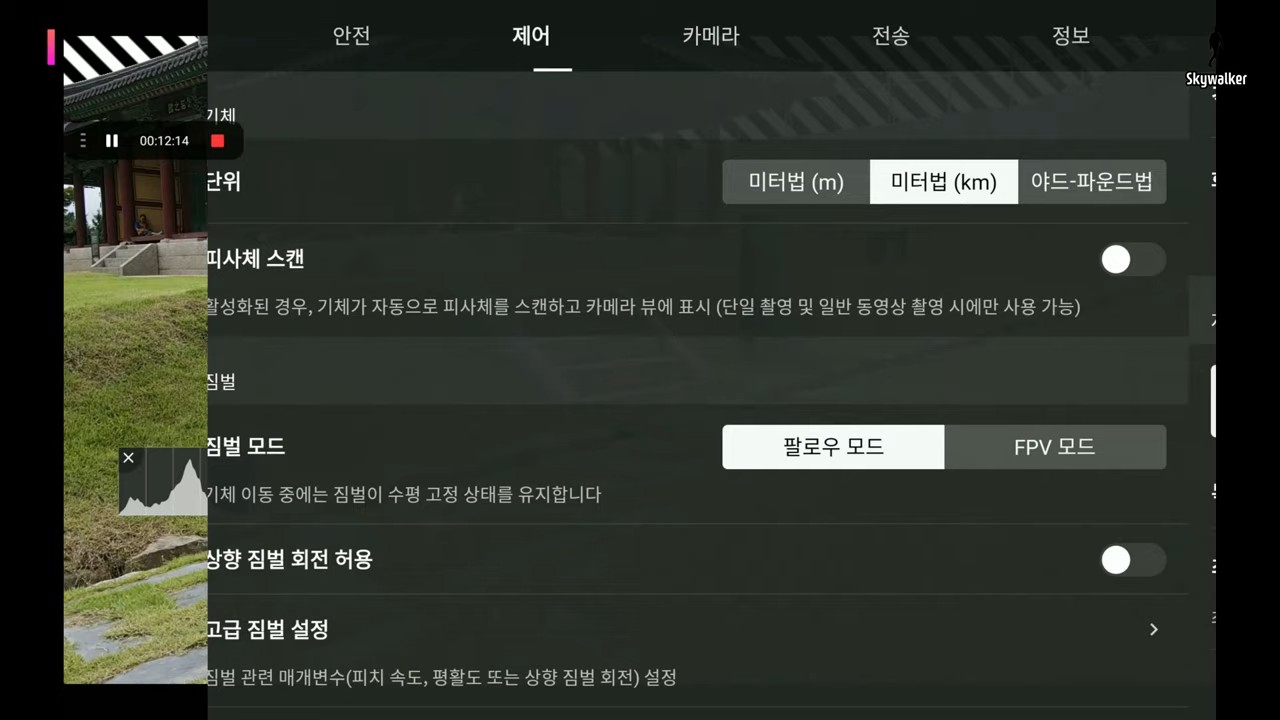 안전 제어 카메라 전송 정보
Skywalker
기체
00:12:14
단위 미터법 (m) 미터법 (km) 야드-파운드법
피사체 스캔
활성화된 경우, 기체가 자동으로 피사체를 스캔하고 카메라 뷰에 표시 (단일 촬영 및 일반 동영상 촬영 시에만 사용 가능)
짐벌
짐벌 모드 팔로우 모드 FPV 모드
기체 이동 중에는 짐벌이 수평 고정 상태를 유지합니다
상향 짐벌 회전 허용
고급 짐벌 설정
짐벌 관련 매개변수(피치 속도, 평활도 또는 상향 짐벌 회전) 설정